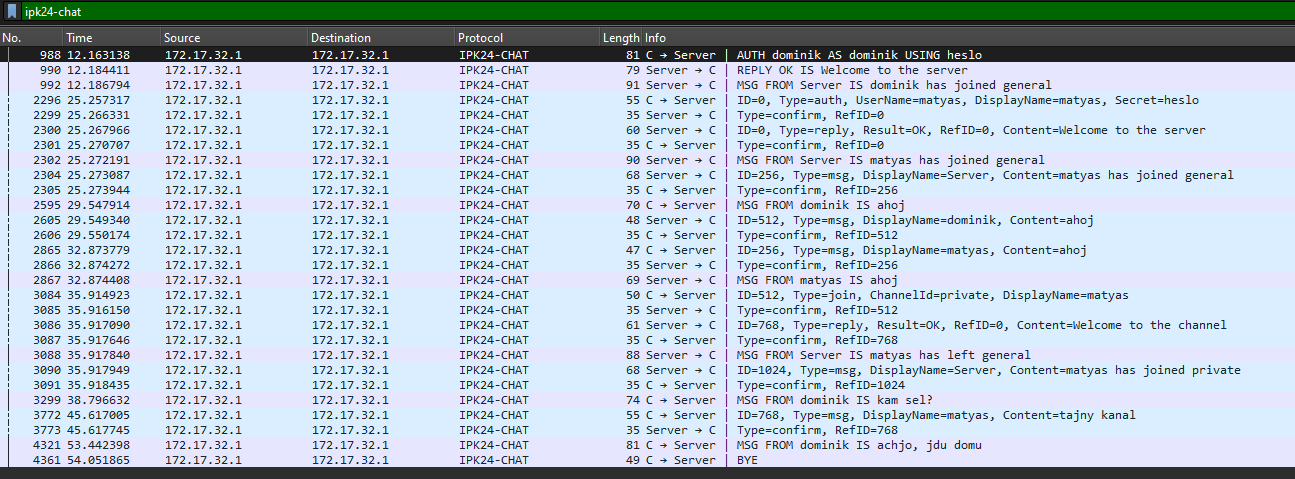 ipk24-chat
No. Time Source Destination Protocol Length Info
988 12.163138 172.17.32.1 172.17.32.1 IPK24-CHAT 81 C → Server | AUTH dominik AS dominik USING heslo
990 12.184411 172.17.32.1 172.17.32.1 IPK24-CHAT 79 Server → C | REPLY OK IS Welcome to the server
992 12.186794 172.17.32.1 172.17.32.1 IPK24-CHAT 91 Server → C | MSG FROM Server IS dominik has joined general
2296 25.257317 172.17.32.1 172.17.32.1 IPK24-CHAT 55 Server → C | ID=0, Type=auth, UserName=matyas, DisplayName=matyas, Secret=heslo
2299 25.266331 172.17.32.1 172.17.32.1 IPK24-CHAT 35 Server → C | Type=confirm, RefID=0
2300 25.267966 172.17.32.1 172.17.32.1 IPK24-CHAT 60 Server → C | ID=0, Type=reply, Result=OK, RefID=0, Content=Welcome to the server
2301 25.270707 172.17.32.1 172.17.32.1 IPK24-CHAT 35 Server → C | Type=confirm, RefID=0
2302 25.272191 172.17.32.1 172.17.32.1 IPK24-CHAT 90 Server → C | MSG FROM Server IS matyas has joined general
2304 25.273087 172.17.32.1 172.17.32.1 IPK24-CHAT 68 Server → C | ID=256, Type=msg, DisplayName=Server, Content=matyas has joined general
2305 25.273944 172.17.32.1 172.17.32.1 IPK24-CHAT 35 Server → C | Type=confirm, RefID=256
2595 29.547914 172.17.32.1 172.17.32.1 IPK24-CHAT 70 C → Server | MSG FROM dominik IS ahoj
2605 29.549340 172.17.32.1 172.17.32.1 IPK24-CHAT 48 Server → C | ID=512, Type=msg, DisplayName=dominik, Content=ahoj
2606 29.550174 172.17.32.1 172.17.32.1 IPK24-CHAT 35 Server → C | Type=confirm, RefID=512
2865 32.873779 172.17.32.1 172.17.32.1 IPK24-CHAT 47 Server → C | ID=256, Type=msg, DisplayName=matyas, Content=ahoj
2866 32.874272 172.17.32.1 172.17.32.1 IPK24-CHAT 35 Server → C | Type=confirm, RefID=256
2867 32.874408 172.17.32.1 172.17.32.1 IPK24-CHAT 69 Server → C | MSG FROM matyas IS ahoj
3084 35.914923 172.17.32.1 172.17.32.1 IPK24-CHAT 50 Server → C | ID=512, Type=join, ChannelId=private, DisplayName=matyas
3085 35.916150 172.17.32.1 172.17.32.1 IPK24-CHAT 35 Server → C | Type=confirm, RefID=512
3086 35.917090 172.17.32.1 172.17.32.1 IPK24-CHAT 61 Server → C | ID=768, Type=reply, Result=OK, RefID=0, Content=Welcome to the channel
3087 35.917646 172.17.32.1 172.17.32.1 IPK24-CHAT 35 Server → C | Type=confirm, RefID=768
3088 35.917840 172.17.32.1 172.17.32.1 IPK24-CHAT 88 Server → C | MSG FROM Server IS matyas has left general
3090 35.917949 172.17.32.1 172.17.32.1 IPK24-CHAT 68 Server → C | ID=1024, Type=msg, DisplayName=Server, Content=matyas has joined private
3091 35.918435 172.17.32.1 172.17.32.1 IPK24-CHAT 35 Server → C | Type=confirm, RefID=1024
3299 38.796632 172.17.32.1 172.17.32.1 IPK24-CHAT 74 C → Server | MSG FROM dominik IS kam sel?
3772 45.617005 172.17.32.1 172.17.32.1 IPK24-CHAT 55 Server → C | ID=768, Type=msg, DisplayName=matyas, Content=tajny kanal
3773 45.617745 172.17.32.1 172.17.32.1 IPK24-CHAT 35 Server → C | Type=confirm, RefID=768
4321 53.442398 172.17.32.1 172.17.32.1 IPK24-CHAT 81 C → Server | MSG FROM dominik IS achjo, jdu domu
4361 54.051865 172.17.32.1 172.17.32.1 IPK24-CHAT 49 C → Server | BYE